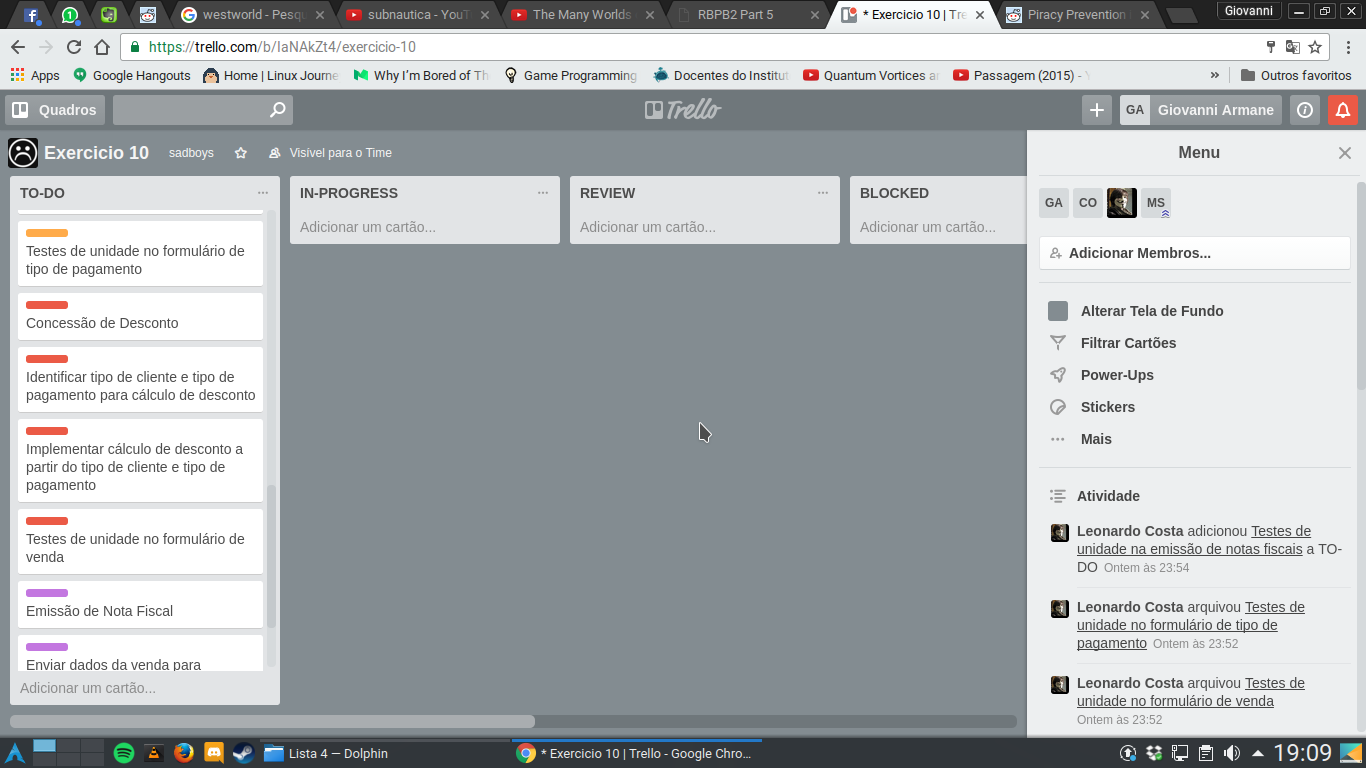 westworld - Pesq
subnautica - YouT
The Many Worlds
RBPB2 Part 5
* Exercicio 10 | Tre
Piracy Prevention
Giovanni
https://trello.com/b/IaNAkZt4/exercicio-10
Apps
Google Hangouts
Home | Linux Journe
Why I'm Bored of Th
Game Programming
Docentes do Institut
Quantum Vortices a
Passagem (2015) -
Outros favoritos
Quadros
Trello
GA
Giovanni Armane
Exercicio 10
sadboys
Visível para o Time
TO-DO
Testes de unidade no formulário de
tipo de pagamento
Concessão de Desconto
Identificar tipo de cliente e tipo de
pagamento para cálculo de desconto
Implementar cálculo de desconto a
partir do tipo de cliente e tipo de
pagamento
Testes de unidade no formulário de
venda
Emissão de Nota Fiscal
Enviar dados da venda para
Adicionar um cartão...
IN-PROGRESS
Adicionar um cartão...
REVIEW
Adicionar um cartão...
BLOCKED
Adicionar um cartão...
Menu
GA
CO
MS
Adicionar Membros...
Alterar Tela de Fundo
Filtrar Cartões
Power-Ups
Stickers
Mais
Atividade
Leonardo Costa adicionou Testes de
unidade na emissão de notas fiscais a TO-
DO Ontem às 23:54
Leonardo Costa arquivou Testes de
unidade no formulário de tipo de
pagamento Ontem às 23:52
Leonardo Costa arquivou Testes de
unidade no formulário de venda
Ontem às 23:52
Lista 4 — Dolphin
* Exercicio 10 | Trello - Google Chro...
19:09